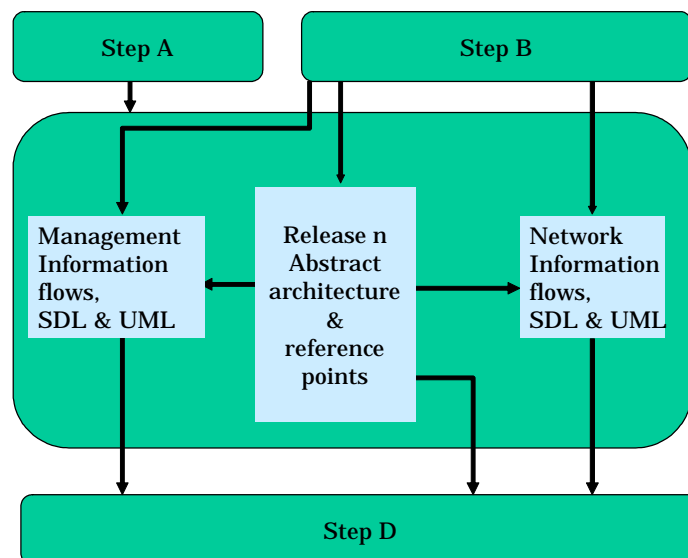 Step A
Step B
Management
Information
flows,
SDL & UML
Release n
Abstract
architecture
&
reference
points
Network
Information
flows,
SDL & UML
Step D